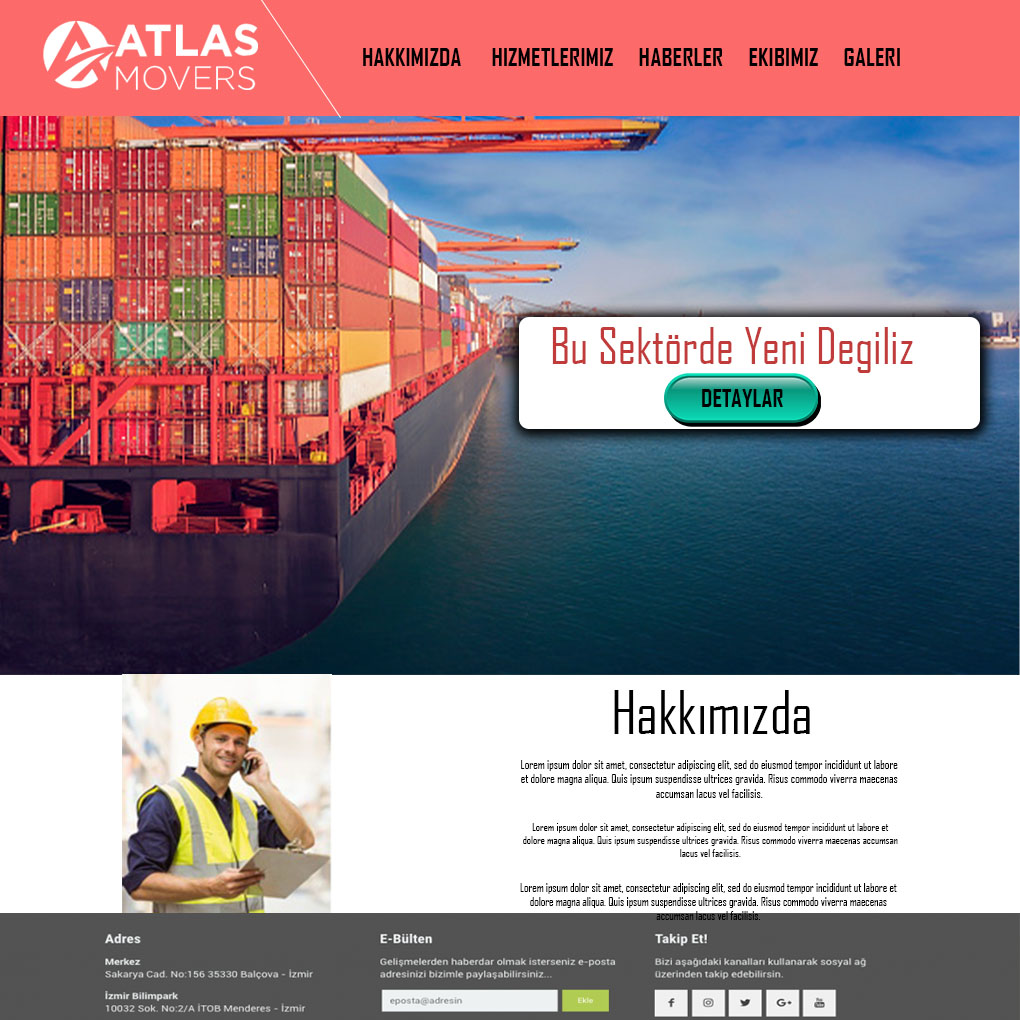 ATLAS
MOVERS
HAKKIMIZDA HIZMETLERIMIZ HABERLER EKIBIMIZ GALERI
Bu Sektörde Yeni Degiliz
DETAYLAR
Hakkımızda
Lorem ipsum dolor sit amet, consectetur adipiscing elit, sed do eiusmod tempor incididunt ut labore
et dolore magna aliqua. Quis ipsum suspendisse ultrices gravida. Risus commodo viverra maecenas
accumsan lacus vel facilisis.
Lorem ipsum dolor sit amet, consectetur adipiscing elit, sed do eiusmod tempor incididunt ut labore et
dolore magna aliqua. Quis ipsum suspendisse ultrices gravida. Risus commodo viverra maecenas accumsan
lacus vel facilisis.
Lorem ipsum dolor sit amet, consectetur adipiscing elit, sed do eiusmod tempor incididunt ut labore et
dolore magna aliqua. Quis ipsum suspendisse ultrices gravida. Risus commodo viverra maecenas
accumsan lacus vel facilisis.
Adres
Merkez
Sakarya Cad. No:156 35330 Balçova - İzmir
İzmir Bilimpark
10032 Sok. No:2/A İTOB Menderes - İzmir
E-Bülten
Gelişmelerden haberdar olmak isterseniz e-posta
adresinizi bizimle paylaşabilirsiniz...
eposta@adresin Ekle
Takip Et!
Bizi aşağıdaki kanalları kullanarak sosyal ağ
üzerinden takip edebilirsin.